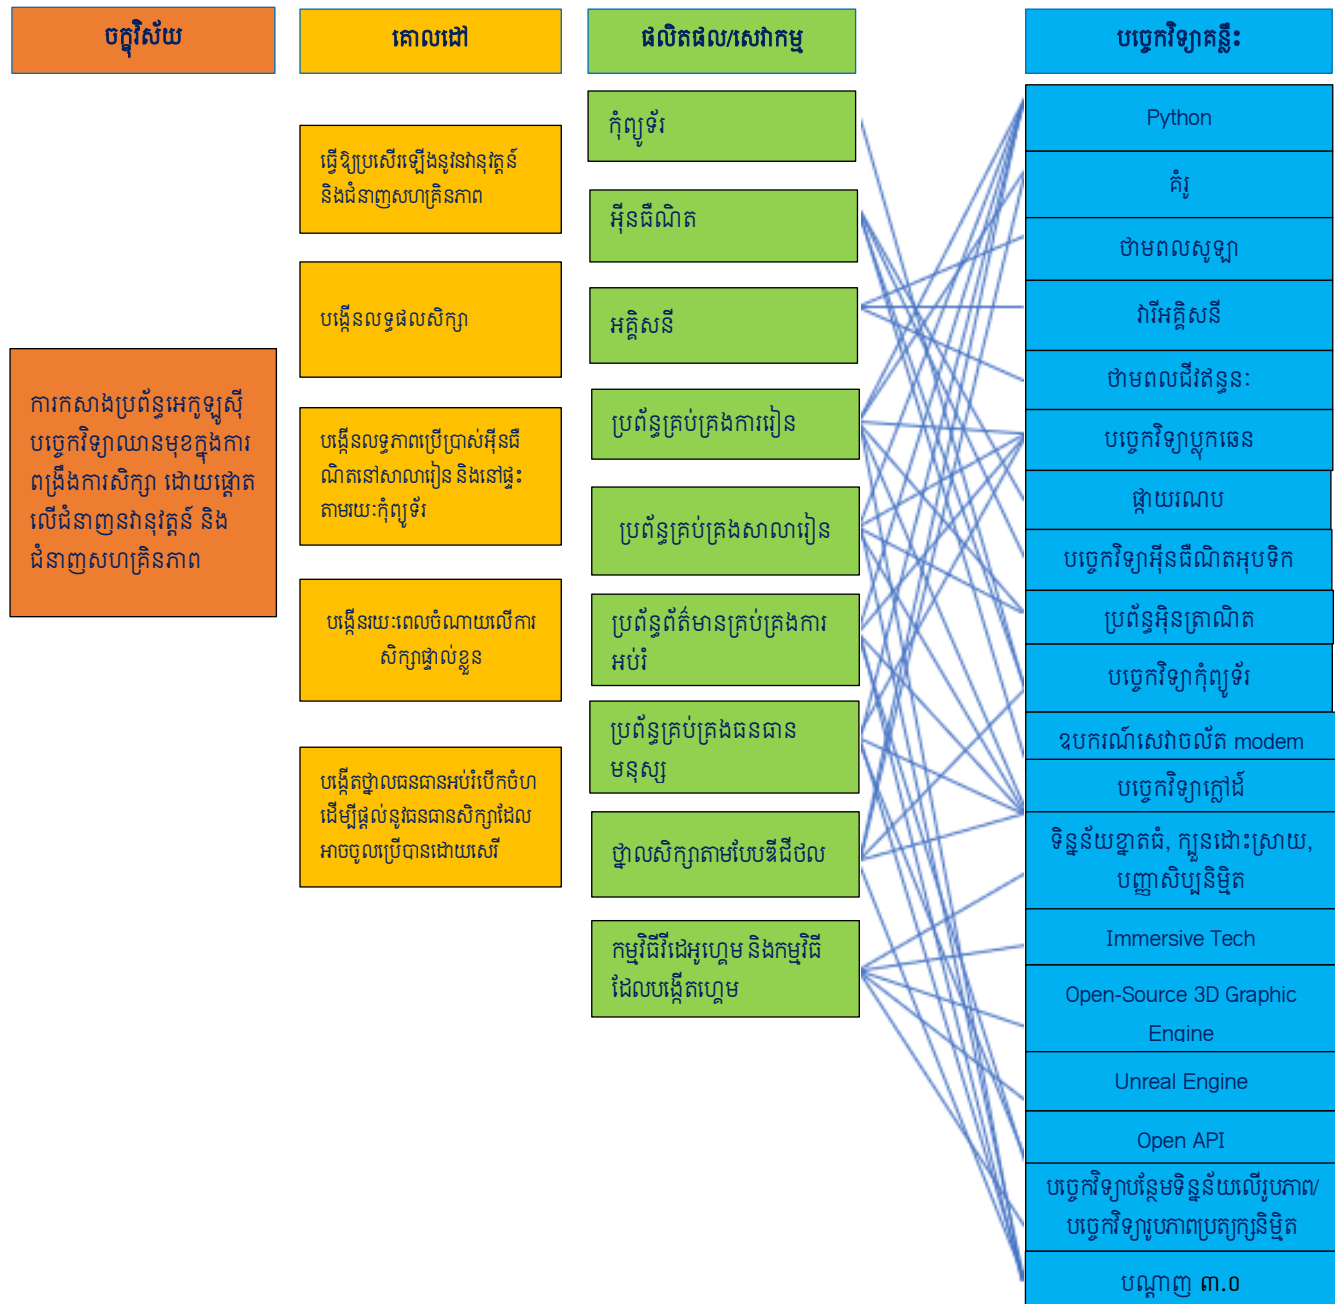 ចក្ខុវិស័យ
គោលដៅ
ផលិតផល/សេវាកម្ម
បច្ចេកវិទ្យាគន្លឹះ
ការកសាងប្រព័ន្ធអេកូឡូស៊ី
បច្ចេកវិទ្យាឈានមុខក្នុងការ
ពង្រឹងការសិក្សា ដោយផ្តោត
លើជំនាញនវានុវត្តន៍ និង
ជំនាញសហគ្រិនភាព
ធ្វើឱ្យប្រសើរឡើងនូវនវានុវត្តន៍
និងជំនាញសហគ្រិនភាព
បង្កើនលទ្ធផលសិក្សា
បង្កើនលទ្ធភាពប្រើប្រាស់អ៊ីនធឺ
ណិតនៅសាលារៀន និងនៅផ្ទះ
តាមរយៈកុំព្យូទ័រ
បង្កើនរយៈពេលចំណាយលើការ
សិក្សាផ្ទាល់ខ្លួន
បង្កើតថ្នាលធនធានអប់រំបើកចំហ
ដើម្បីផ្តល់នូវធនធានសិក្សាដែល
អាចចូលប្រើបានដោយសេរី
កុំព្យូទ័រ
អ៊ីនធឺណិត
អគ្គិសនី
ប្រព័ន្ធគ្រប់គ្រងការរៀន
ប្រព័ន្ធគ្រប់គ្រងសាលារៀន
ប្រព័ន្ធព័ត៌មានគ្រប់គ្រងការ
អប់រំ
ប្រព័ន្ធគ្រប់គ្រងធនធាន
មនុស្ស
ថ្នាលសិក្សាតាមបែបឌីជីថល
កម្មវិធីវីដេអូហ្គេម និងកម្មវិធី
ដែលបង្កើតហ្គេម
Python
គំរូ
ថាមពលសូឡា
វារីអគ្គិសនី
ថាមពលជីវឥន្ធនៈ
បច្ចេកវិទ្យាប្លុកឆេន
ផ្កាយរណប
បច្ចេកវិទ្យាអ៊ីនធឺណិតអុបទិក
ប្រព័ន្ធអ៊ិនត្រាណិត
បច្ចេកវិទ្យាកុំព្យូទ័រ
ឧបករណ៍សេវាចល័ត modem
បច្ចេកវិទ្យាក្លៅដ៍
ទិន្នន័យខ្នាតធំ, ក្បួនដោះស្រាយ,
បញ្ញាសិប្បនិម្មិត
Immersive Tech
Open-Source 3D Graphic
Engine
Unreal Engine
Open API
បច្ចេកវិទ្យាបន្ថែមទិន្នន័យលើរូបភាព/
បច្ចេកវិទ្យារូបភាពប្រត្យក្សនិម្មិត
បណ្តាញ ៣.០